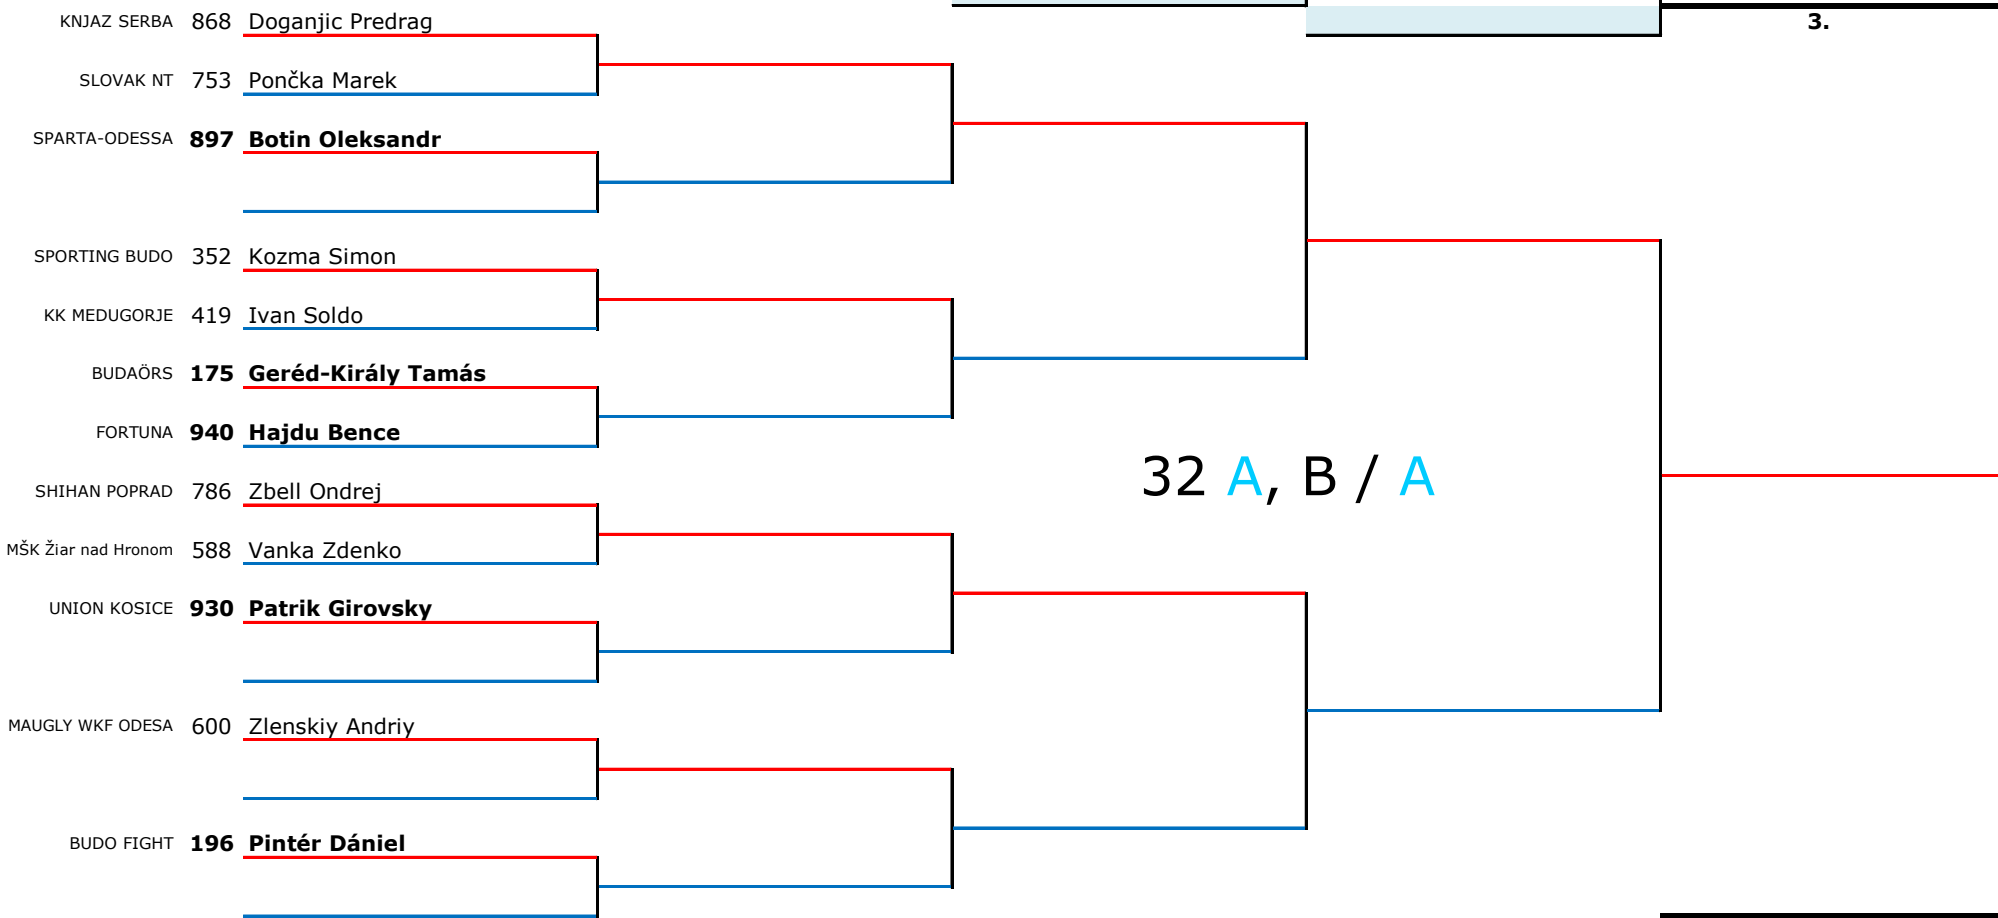 KNJAZ SERBA 868 Doganjic Predrag
3.
SLOVAK NT 753 Pončka Marek
SPARTA-ODESSA 897 Botin Oleksandr
SPORTING BUDO 352 Kozma Simon
KK MEDUGORJE 419 Ivan Soldo
BUDAÖRS 175 Geréd-Király Tamás
FORTUNA 940 Hajdu Bence
32 A, B / A
SHIHAN POPRAD 786 Zbell Ondrej
MŠK Žiar nad Hronom 588 Vanka Zdenko
UNION KOSICE 930 Patrik Girovsky
MAUGLY WKF ODESA 600 Zlenskiy Andriy
BUDO FIGHT 196 Pintér Dániel